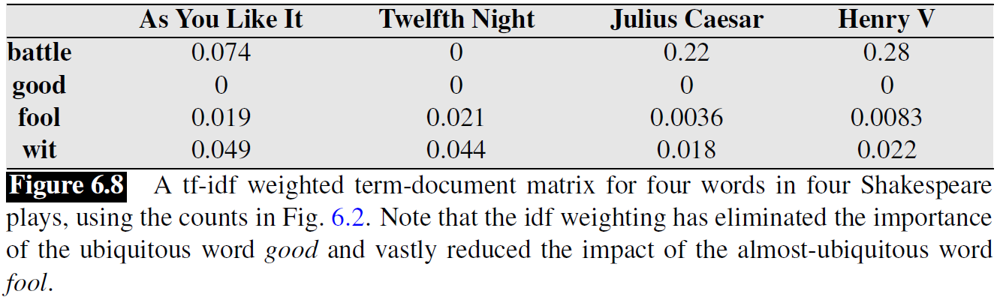 As You Like It Twelfth Night Julius Caesar Henry V
battle 0.074 0 0.22 0.28
good 0 0 0 0
fool 0.019 0.021 0.0036 0.0083
wit 0.049 0.044 0.018 0.022
Figure 6.8 A tf-idf weighted term-document matrix for four words in four Shakespeare
plays, using the counts in Fig. 6.2. Note that the idf weighting has eliminated the importance
of the ubiquitous word good and vastly reduced the impact of the almost-ubiquitous word
fool.